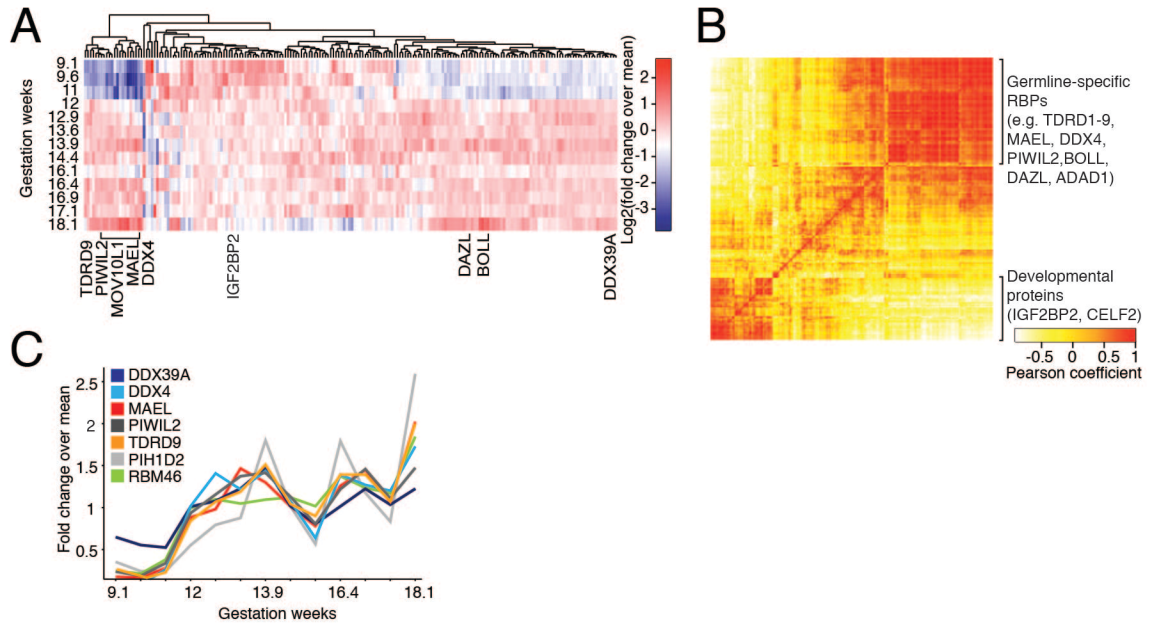 A
9.1
9.6
11
12
12.9
13.6
13.9
14.4
16.1
16.4
16.9
17.1
18.1
Gestation weeks
TDRD9
PIWIL2
MOV10L1
MAEL
DDX4
IGF2BP2
DAZL
BOLL
DDX39A
2
1
0
-1
-2
-3
Log2(fold change over mean)
B
Germline-specific
RBPs
(e.g. TDRD1-9,
MAEL, DDX4,
PIWIL2,BOLL,
DAZL, ADAD1)
Developmental
proteins
(IGF2BP2, CELF2)
-0.5 0 0.5 1
Pearson coefficient
C
DDX39A
DDX4
MAEL
PIWIL2
TDRD9
PIH1D2
RBM46
2.5
2
1.5
1
0.5
Fold change over mean
9.1 12 13.9 16.4 18.1
Gestation weeks